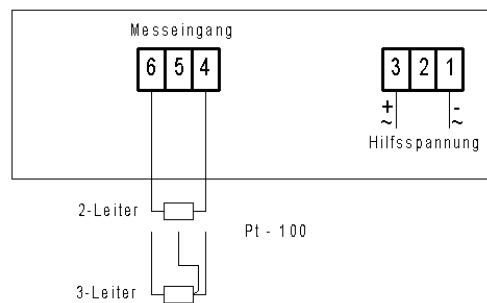 Messeingang
6 5 4
3 2 1
+ -
~ ~
Hilfsspannung
2-Leiter
Pt - 100
3-Leiter